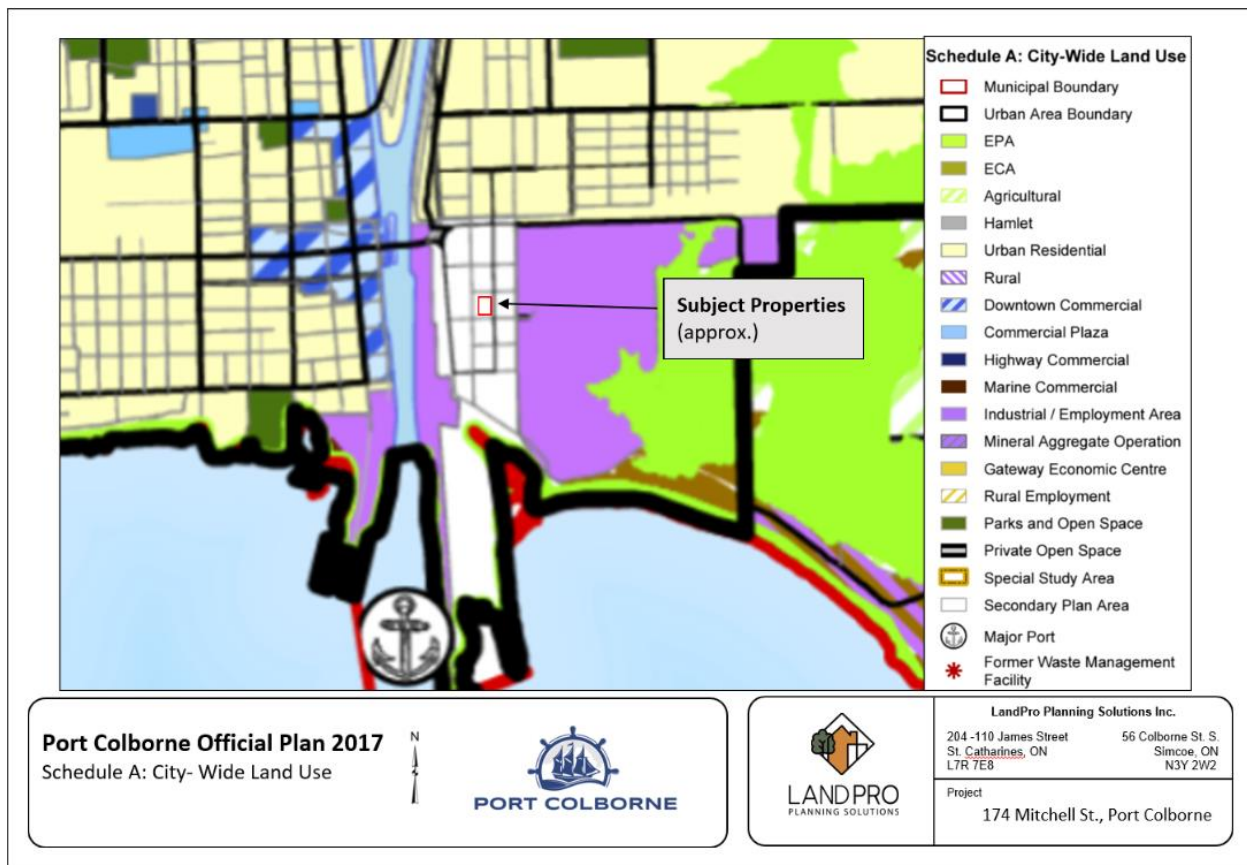 Schedule A: City-Wide Land Use
Municipal Boundary
Urban Area Boundary
EPA
ECA
Agricultural
Hamlet
Urban Residential
Rural
Downtown Commercial
Commercial Plaza
Highway Commercial
Marine Commercial
Industrial / Employment Area
Mineral Aggregate Operation
Gateway Economic Centre
Rural Employment
Parks and Open Space
Private Open Space
Special Study Area
Secondary Plan Area
Major Port
Former Waste Management
Facility
Subject Properties
(approx.)
Port Colborne Official Plan 2017
Schedule A: City- Wide Land Use
N
PORT COLBORNE
LANDPRO
PLANNING SOLUTIONS
LandPro Planning Solutions Inc.
204 -110 James Street
St. Catharines, ON
L7R 7E8
56 Colborne St. S.
Simcoe, ON
N3Y 2W2
Project
174 Mitchell St., Port Colborne